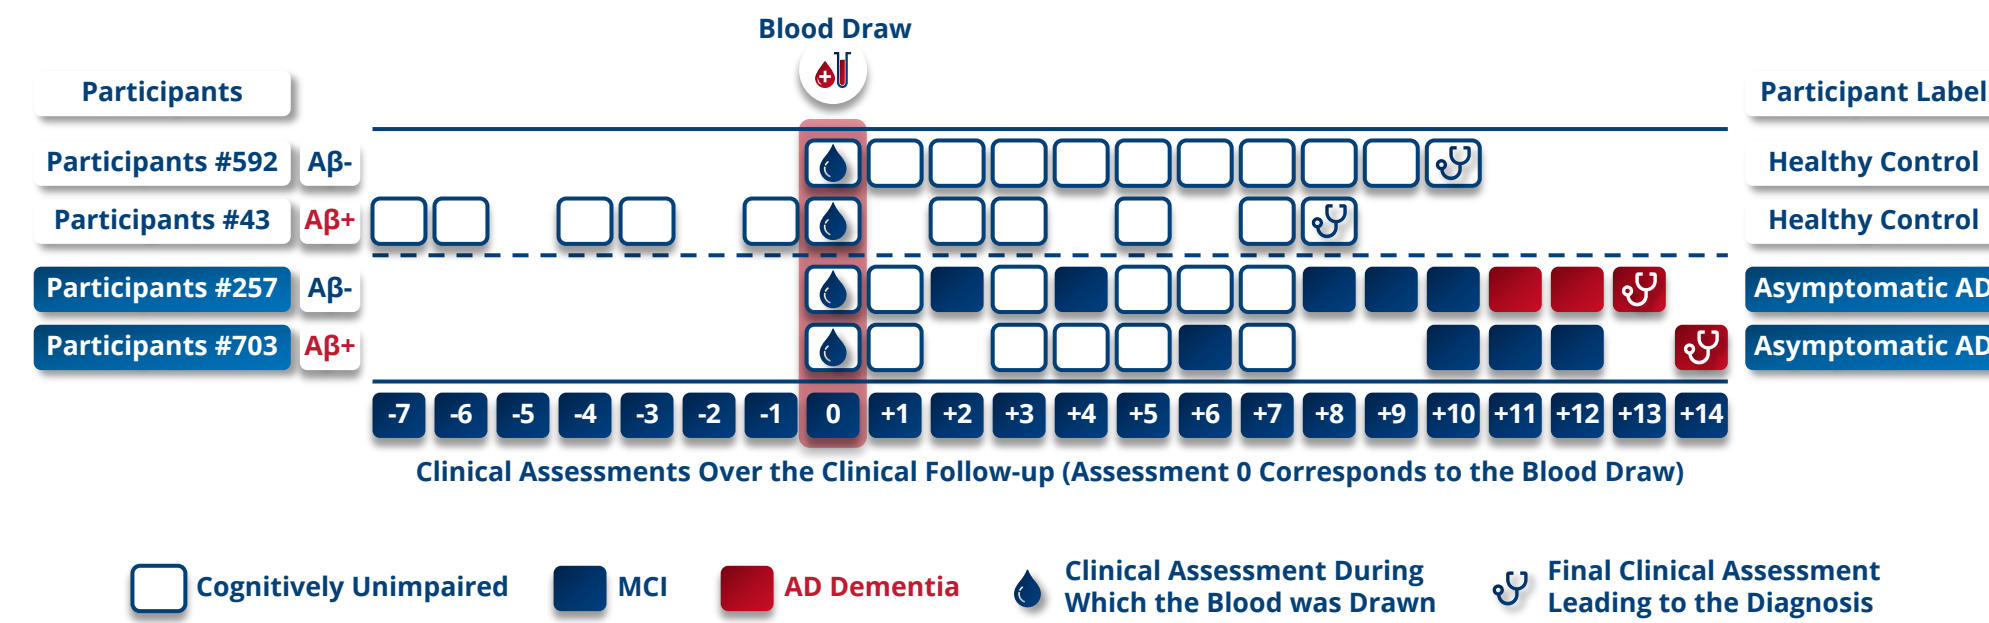 Blood Draw
Participants
Participant Label
Participants #592 Aβ- Healthy Control
Participants #43 Aβ+ Healthy Control
Participants #257 Aβ- Asymptomatic AD
Participants #703 Aβ+ Asymptomatic AD
-7 -6 -5 -4 -3 -2 -1 0 +1 +2 +3 +4 +5 +6 +7 +8 +9 +10 +11 +12 +13 +14
Clinical Assessments Over the Clinical Follow-up (Assessment 0 Corresponds to the Blood Draw)
Cognitively Unimpaired
MCI
AD Dementia
Clinical Assessment During
Which the Blood was Drawn
Final Clinical Assessment
Leading to the Diagnosis